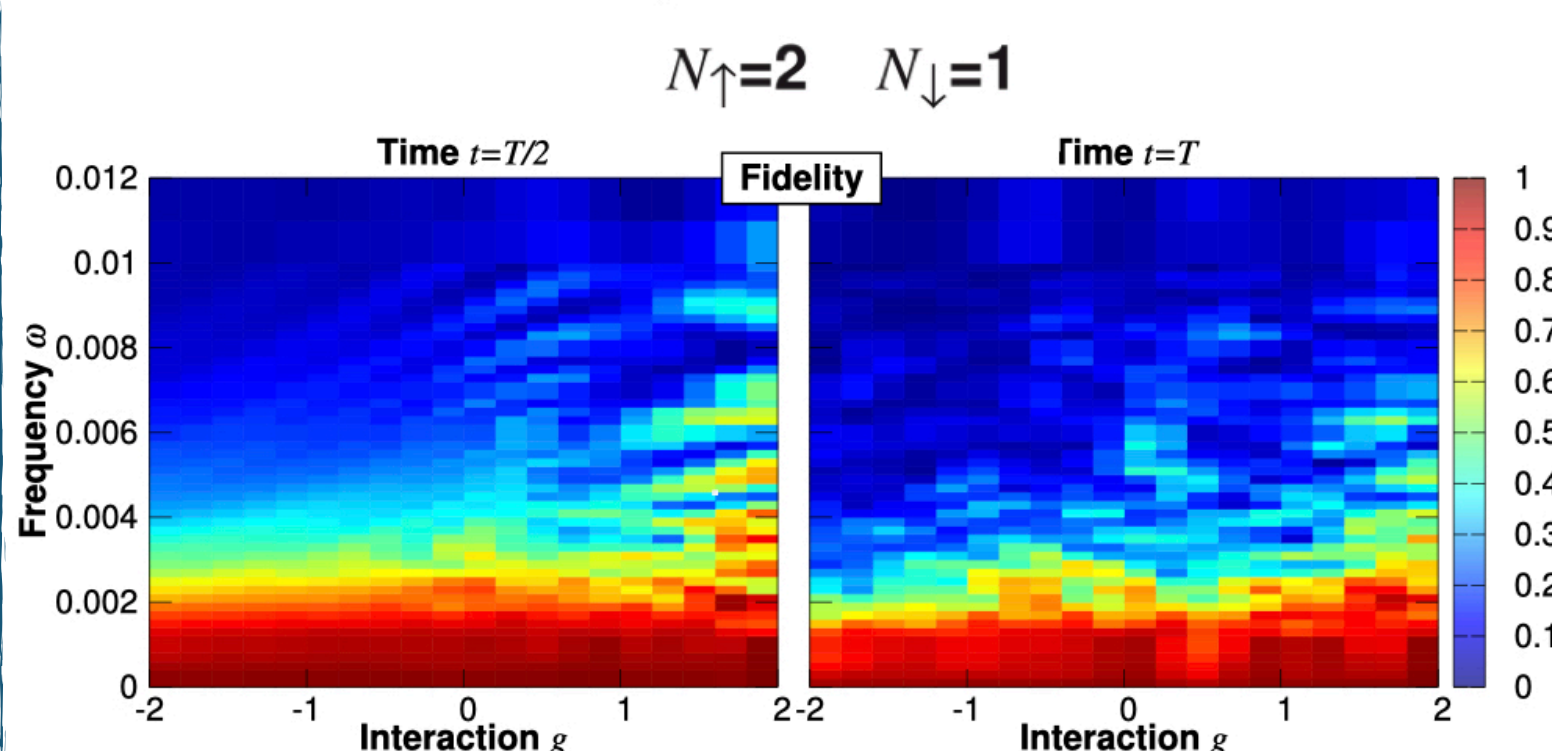 N↑=2 N↓=1
Time t=T/2
Fidelity
Time t=T
0.012
0.01
0.008
0.006
0.004
0.002
0
Frequency ω
-2 -1 0 1 2
Interaction g
-2 -1 0 1 2
Interaction g
1
0.9
0.8
0.7
0.6
0.5
0.4
0.3
0.2
0.1
0